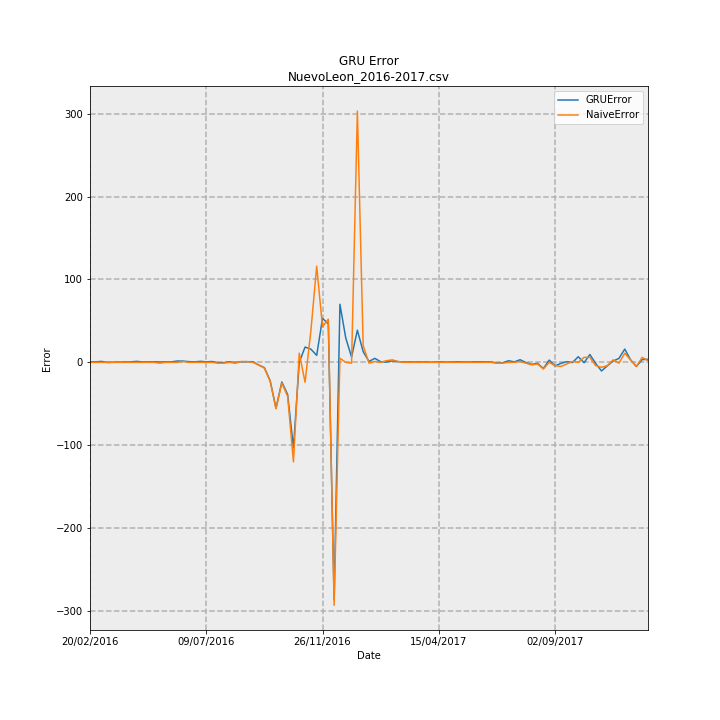 GRU Error
NuevoLeon_2016-2017.csv
GRUError
NaiveError
300
200
100
0
−100
−200
−300
Error
20/02/2016
09/07/2016
26/11/2016
15/04/2017
02/09/2017
Date